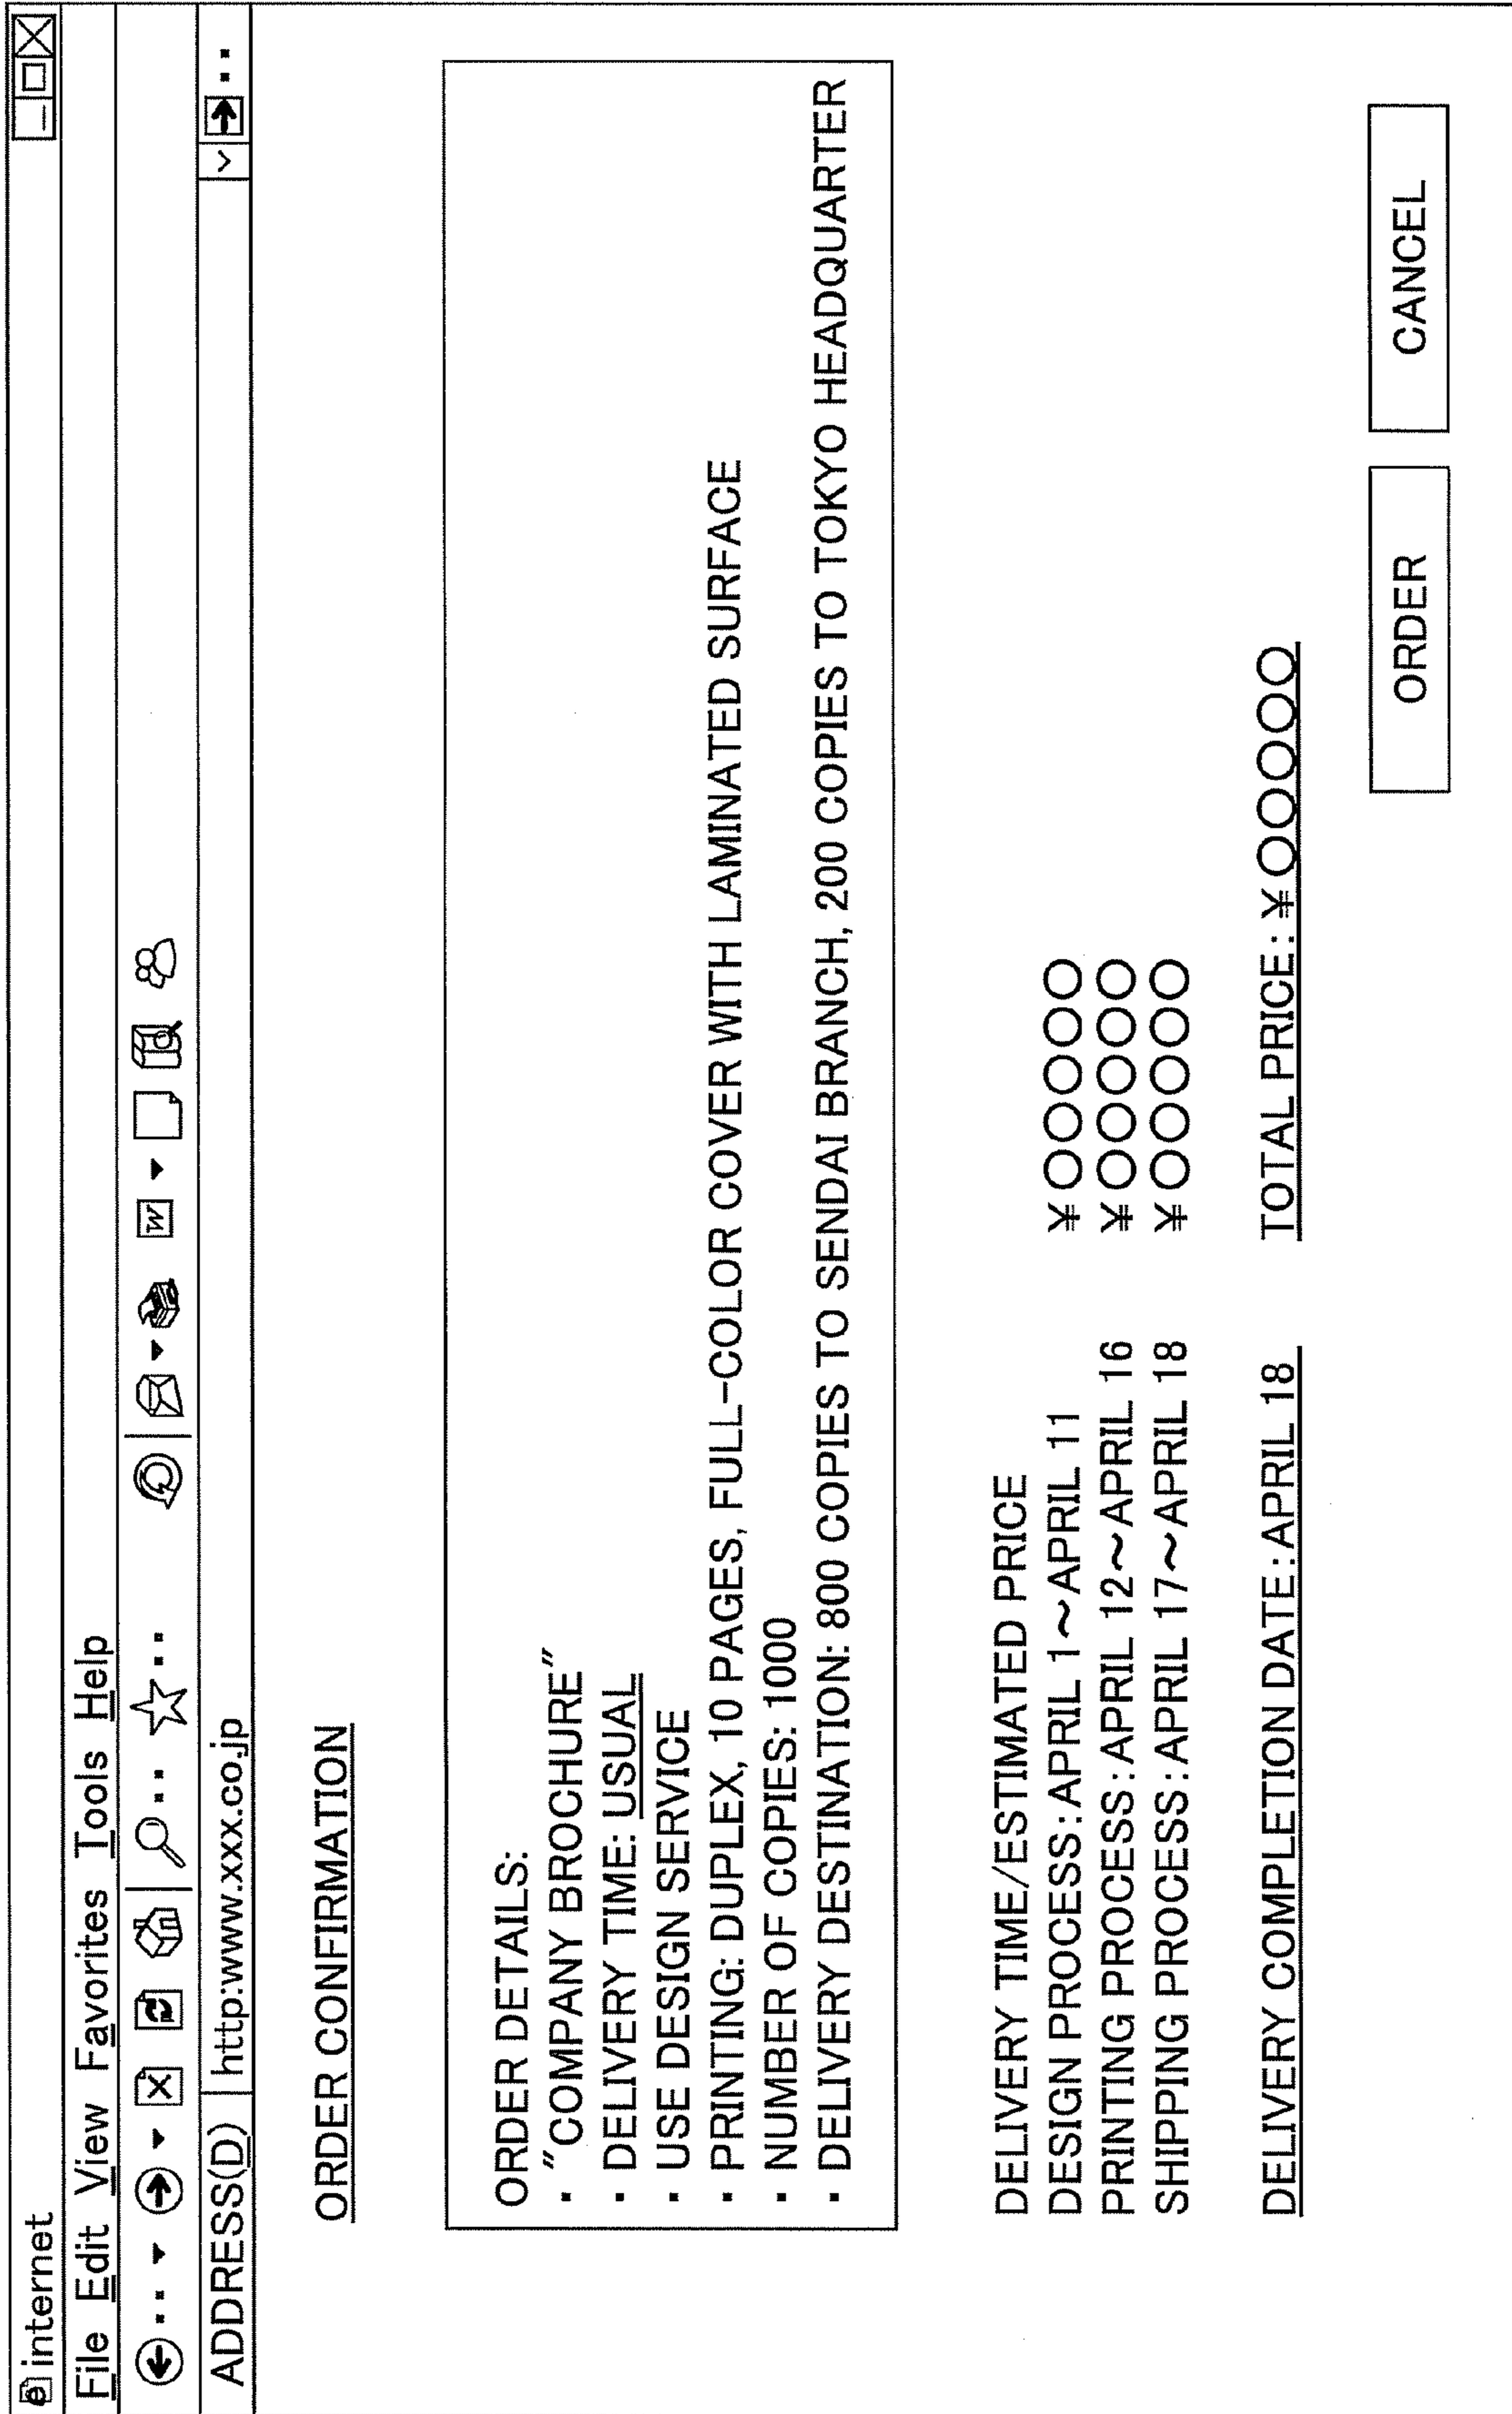 internet
File Edit View Favorites Tools Help
ADDRESS(D) http:www.xxx.co.jp
ORDER CONFIRMATION
ORDER DETAILS:
・ "COMPANY BROCHURE"
・ DELIVERY TIME: USUAL
・ USE DESIGN SERVICE
・ PRINTING: DUPLEX, 10 PAGES, FULL-COLOR COVER WITH LAMINATED SURFACE
・ NUMBER OF COPIES: 1000
・ DELIVERY DESTINATION: 800 COPIES TO SENDAI BRANCH, 200 COPIES TO TOKYO HEADQUARTER
DELIVERY TIME/ESTIMATED PRICE
DESIGN PROCESS:APRIL 1~APRIL 11 ¥○○○○○
PRINTING PROCESS:APRIL 12~APRIL 16 ¥○○○○○
SHIPPING PROCESS:APRIL 17~APRIL 18 ¥○○○○○
DELIVERY COMPLETION DATE:APRIL 18 TOTAL PRICE:¥○○○○○
ORDER CANCEL